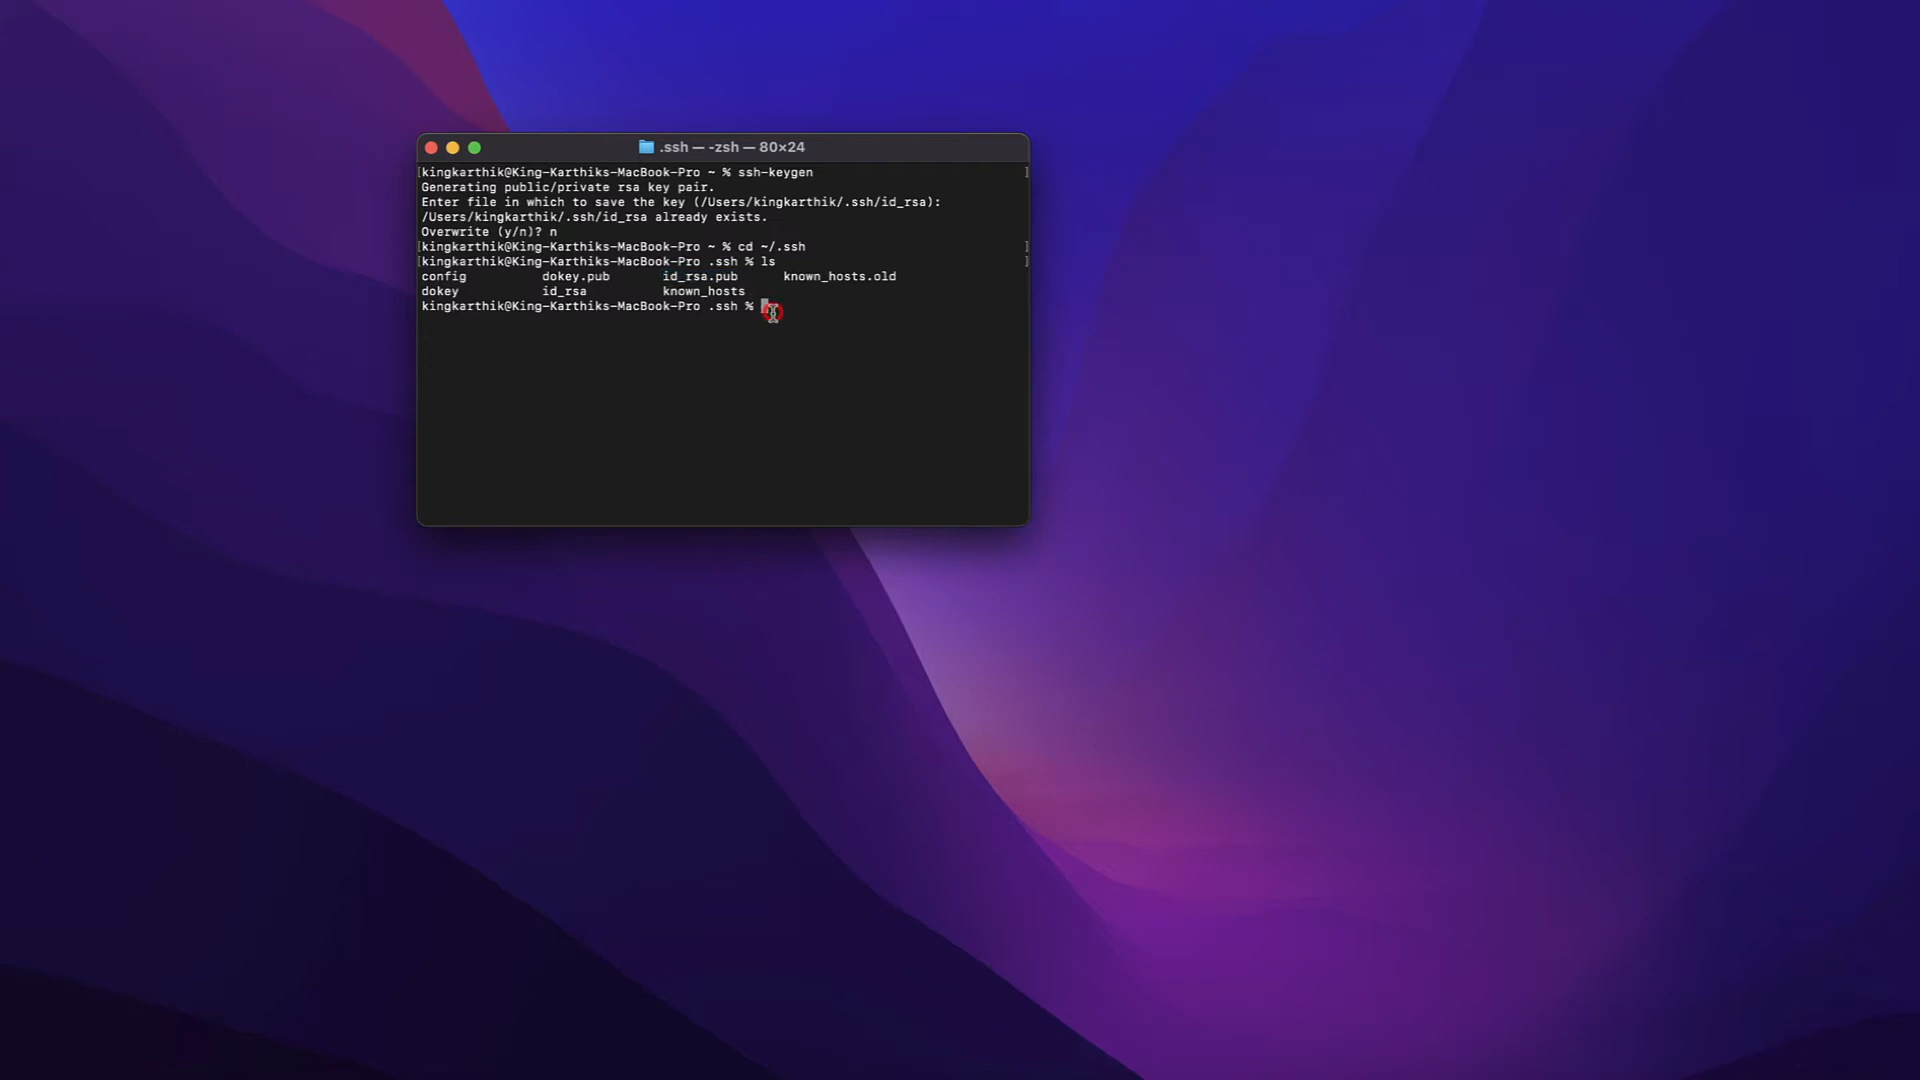 .ssh — -zsh — 80×24
[kingkarthik@King-Karthiks-MacBook-Pro ~ % ssh-keygen ]
Generating public/private rsa key pair.
Enter file in which to save the key (/Users/kingkarthik/.ssh/id_rsa):
/Users/kingkarthik/.ssh/id_rsa already exists.
Overwrite (y/n)? n
[kingkarthik@King-Karthiks-MacBook-Pro ~ % cd ~/.ssh ]
[kingkarthik@King-Karthiks-MacBook-Pro .ssh % ls ]
config dokey.pub id_rsa.pub known_hosts.old
dokey id_rsa known_hosts
kingkarthik@King-Karthiks-MacBook-Pro .ssh %